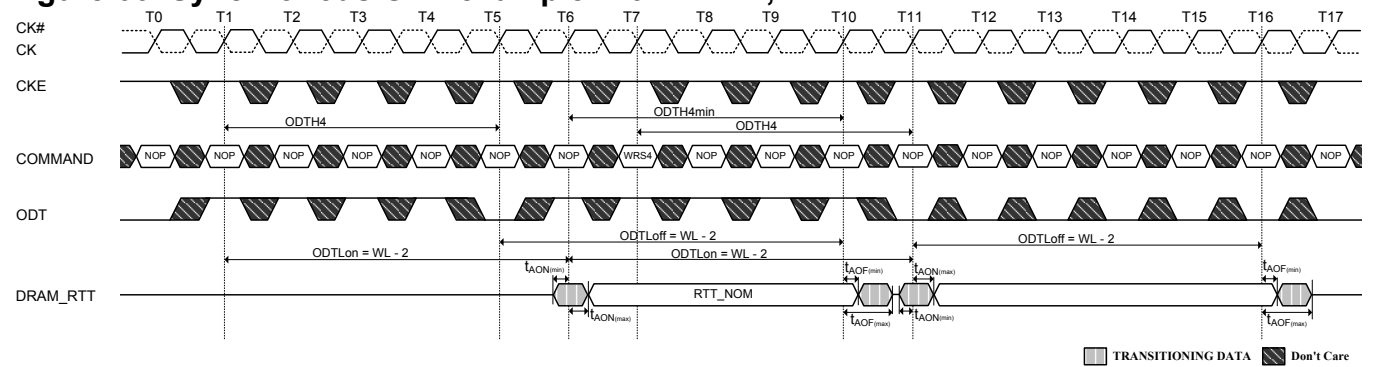 T0 T1 T2 T3 T4 T5 T6 T7 T8 T9 T10 T11 T12 T13 T14 T15 T16 T17
CK#
CK
CKE
ODTH4min
ODTH4
ODTH4
COMMAND NOP NOP NOP NOP NOP NOP NOP WRS4 NOP NOP NOP NOP NOP NOP NOP NOP NOP NOP
ODT
ODTLoff = WL - 2 ODTLoff = WL - 2
ODTLon = WL - 2 ODTLon = WL - 2
tAON(min) tAOF(min) tAON(max) tAOF(min)
DRAM_RTT RTT_NOM
tAON(max) tAOF(max) tAON(min) tAOF(max)
TRANSITIONING DATA Don't Care